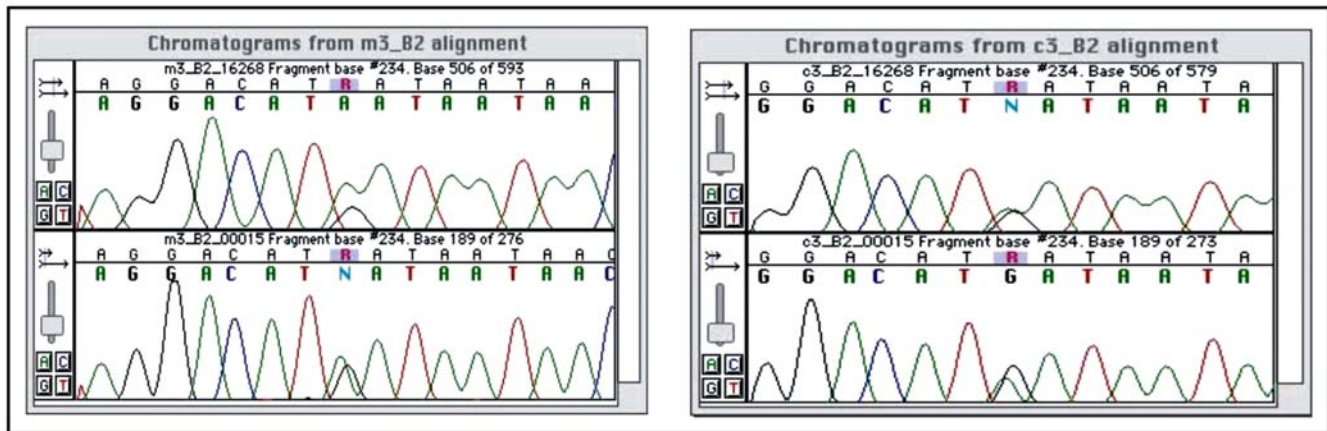 Chromatograms from m3_B2 alignment
m3_B2_16268 Fragment base #234. Base 506 of 593
A G G A C A T R A T A A T A A
A G G A C A T A A T A A T A A
A C
G T
m3_B2_00015 Fragment base #234. Base 189 of 276
A G G A C A T R A T A A T A A C
A G G A C A T N A T A A T A A C
A C
G T
Chromatograms from c3_B2 alignment
c3_B2_16268 Fragment base #234. Base 506 of 579
G G A C A T R A T A A T A
G G A C A T N A T A A T A
A C
G T
c3_B2_00015 Fragment base #234. Base 189 of 273
G G A C A T R A T A A T A
G G A C A T G A T A A T A
A C
G T